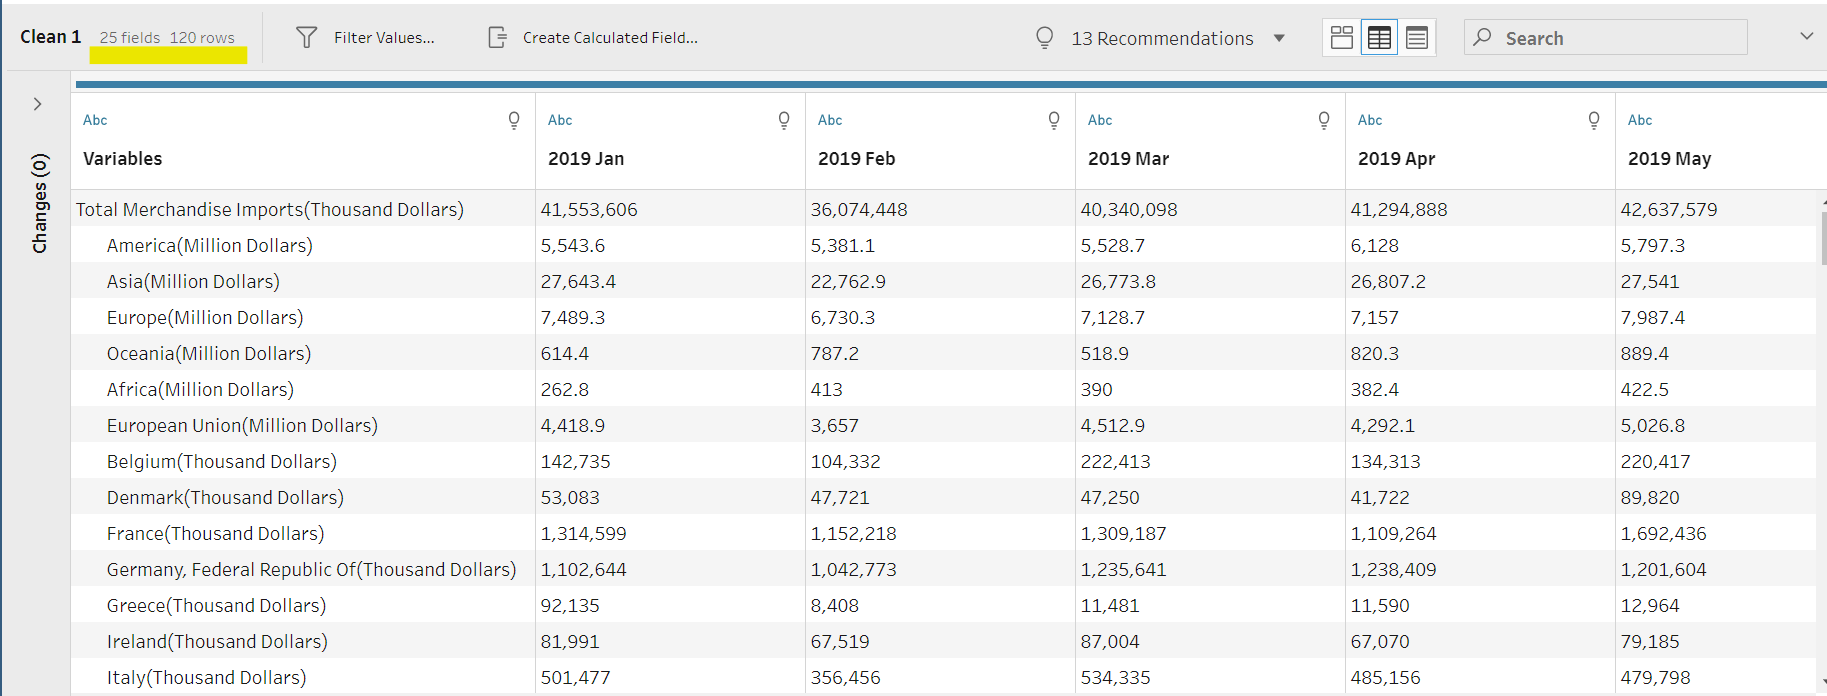 Clean 1 25 fields 120 rows Filter Values... Create Calculated Field... 13 Recommendations Search
Changes (0)
Abc Abc Abc Abc Abc Abc
Variables 2019 Jan 2019 Feb 2019 Mar 2019 Apr 2019 May
Total Merchandise Imports(Thousand Dollars) 41,553,606 36,074,448 40,340,098 41,294,888 42,637,579
America(Million Dollars) 5,543.6 5,381.1 5,528.7 6,128 5,797.3
Asia(Million Dollars) 27,643.4 22,762.9 26,773.8 26,807.2 27,541
Europe(Million Dollars) 7,489.3 6,730.3 7,128.7 7,157 7,987.4
Oceania(Million Dollars) 614.4 787.2 518.9 820.3 889.4
Africa(Million Dollars) 262.8 413 390 382.4 422.5
European Union(Million Dollars) 4,418.9 3,657 4,512.9 4,292.1 5,026.8
Belgium(Thousand Dollars) 142,735 104,332 222,413 134,313 220,417
Denmark(Thousand Dollars) 53,083 47,721 47,250 41,722 89,820
France(Thousand Dollars) 1,314,599 1,152,218 1,309,187 1,109,264 1,692,436
Germany, Federal Republic Of(Thousand Dollars) 1,102,644 1,042,773 1,235,641 1,238,409 1,201,604
Greece(Thousand Dollars) 92,135 8,408 11,481 11,590 12,964
Ireland(Thousand Dollars) 81,991 67,519 87,004 67,070 79,185
Italy(Thousand Dollars) 501,477 356,456 534,335 485,156 479,798